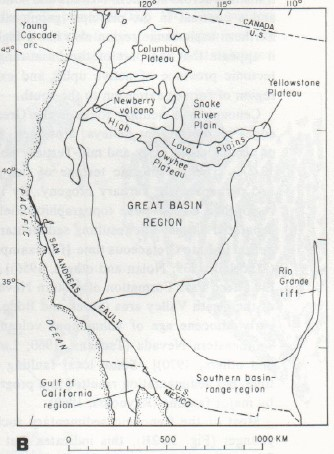 120°
115°
110°
Young
Cascade
arc
CANADA
U.S.
45°
Columbia
Plateau
Yellowstone
Plateau
Newberry
volcano
Snake
River
Plain
High
Lava
Plains
Owyhee
Plateau
40°
GREAT BASIN
REGION
PACIFIC
SAN ANDREAS
FAULT
Rio
Grande
rift
35°
OCEAN
Gulf of
California
region
U.S.
MEXICO
Southern basin-
range region
B
0
500
1000 KM